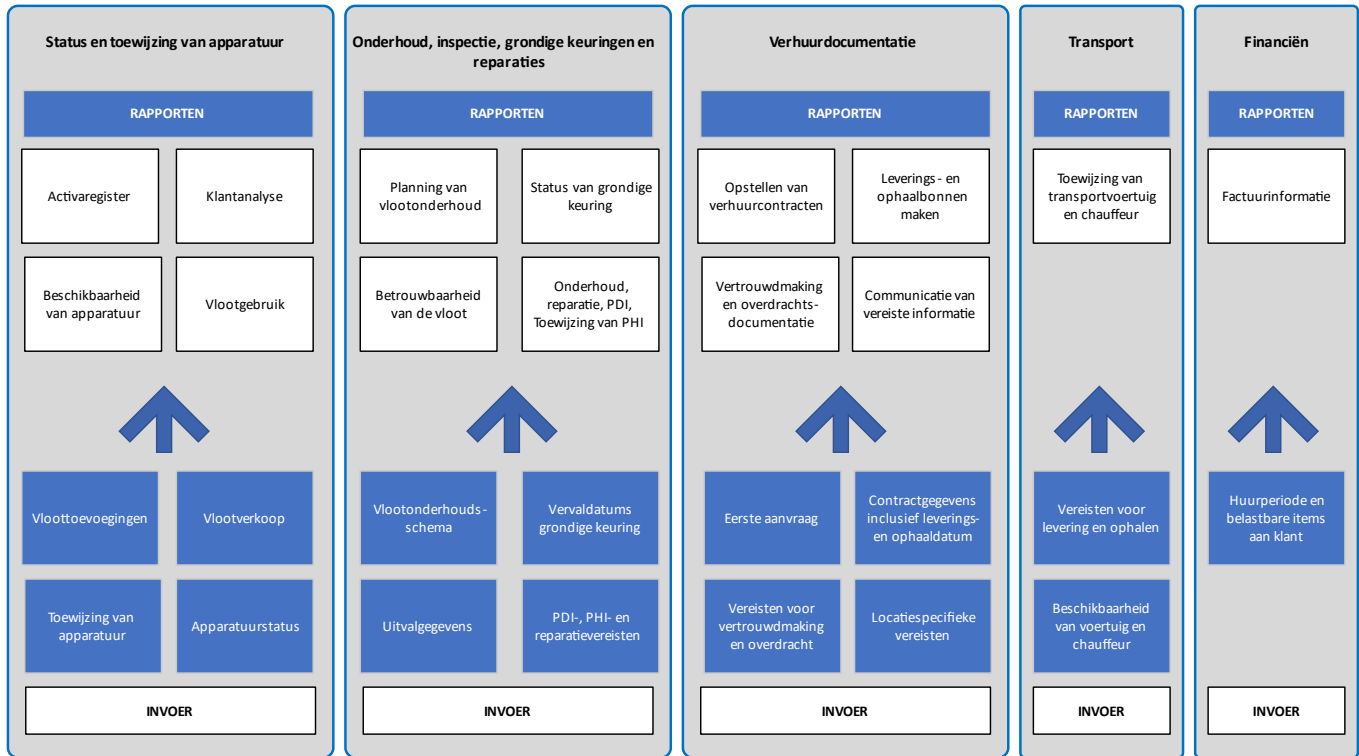 Status en toewijzing van apparatuur
RAPPORTEN
Activaregister
Klantanalyse
Beschikbaarheid
van apparatuur
Vlootgebruik
Vloottoevoegingen
Vlootverkoop
Toewijzing van
apparatuur
Apparatuurstatus
INVOER
Onderhoud, inspectie, grondige keuringen en
reparaties
RAPPORTEN
Planning van
vlootonderhoud
Status van grondige
keuring
Betrouwbaarheid
van de vloot
Onderhoud,
reparatie, PDI,
Toewijzing van PHI
Vlootonderhouds-
schema
Vervaldatums
grondige keuring
Uitvalgegevens
PDI-, PHI- en
reparatievereisten
INVOER
Verhuurdocumentatie
RAPPORTEN
Opstellen van
verhuurcontracten
Leverings- en
ophaalbonnen
maken
Vertrouwdmaking
en overdrachts-
documentatie
Communicatie van
vereiste informatie
Eerste aanvraag
Contractgegevens
inclusief leverings-
en ophaaldatum
Vereisten voor
vertrouwdmaking
en overdracht
Locatiespecifieke
vereisten
INVOER
Transport
RAPPORTEN
Toewijzing van
transportvoertuig
en chauffeur
Vereisten voor
levering en ophalen
Beschikbaarheid
van voertuig en
chauffeur
INVOER
Financiën
RAPPORTEN
Factuurinformatie
Huurperiode en
belastbare items
aan klant
INVOER